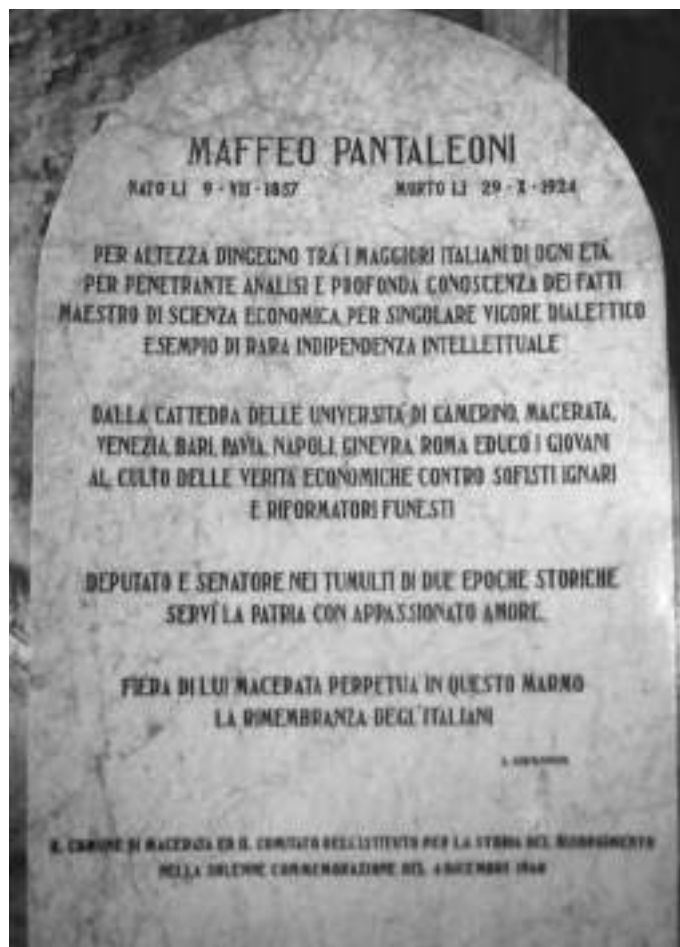 MAFFEO PANTALEONI
NATO LI 9-VII-1857 MORTO LI 29-X-1924
PER ALTEZZA D'INGEGNO TRA I MAGGIORI ITALIANI DI OGNI ETÀ
PER PENETRANTE ANALISI E PROFONDA CONOSCENZA DEI FATTI
MAESTRO DI SCIENZA ECONOMICA, PER SINGOLARE VIGORE DIALETTICO
ESEMPIO DI RARA INDIPENDENZA INTELLETTUALE
DALLA CATTEDRA DELLE UNIVERSITÀ DI CAMERINO, MACERATA,
VENEZIA, BARI, PAVIA, NAPOLI, GINEVRA, ROMA EDUCO I GIOVANI
AL CULTO DELLE VERITÀ ECONOMICHE CONTRO SOFISTI IGNARI
E RIFORMATORI FUNESTI
DEPUTATO E SENATORE NEI TUMULTI DI DUE EPOCHE STORICHE
SERVÌ LA PATRIA CON APPASSIONATO AMORE.
FIERA DI LUI MACERATA PERPETUA IN QUESTO MARMO
LA RIMEMBRANZA DEGL'ITALIANI
IL COMUNE DI MACERATA ED IL COMITATO DELL'ISTITUTO PER LA STORIA DEL RISORGIMENTO
NELLA SOLENNE COMMEMORAZIONE DEL 4 DICEMBRE